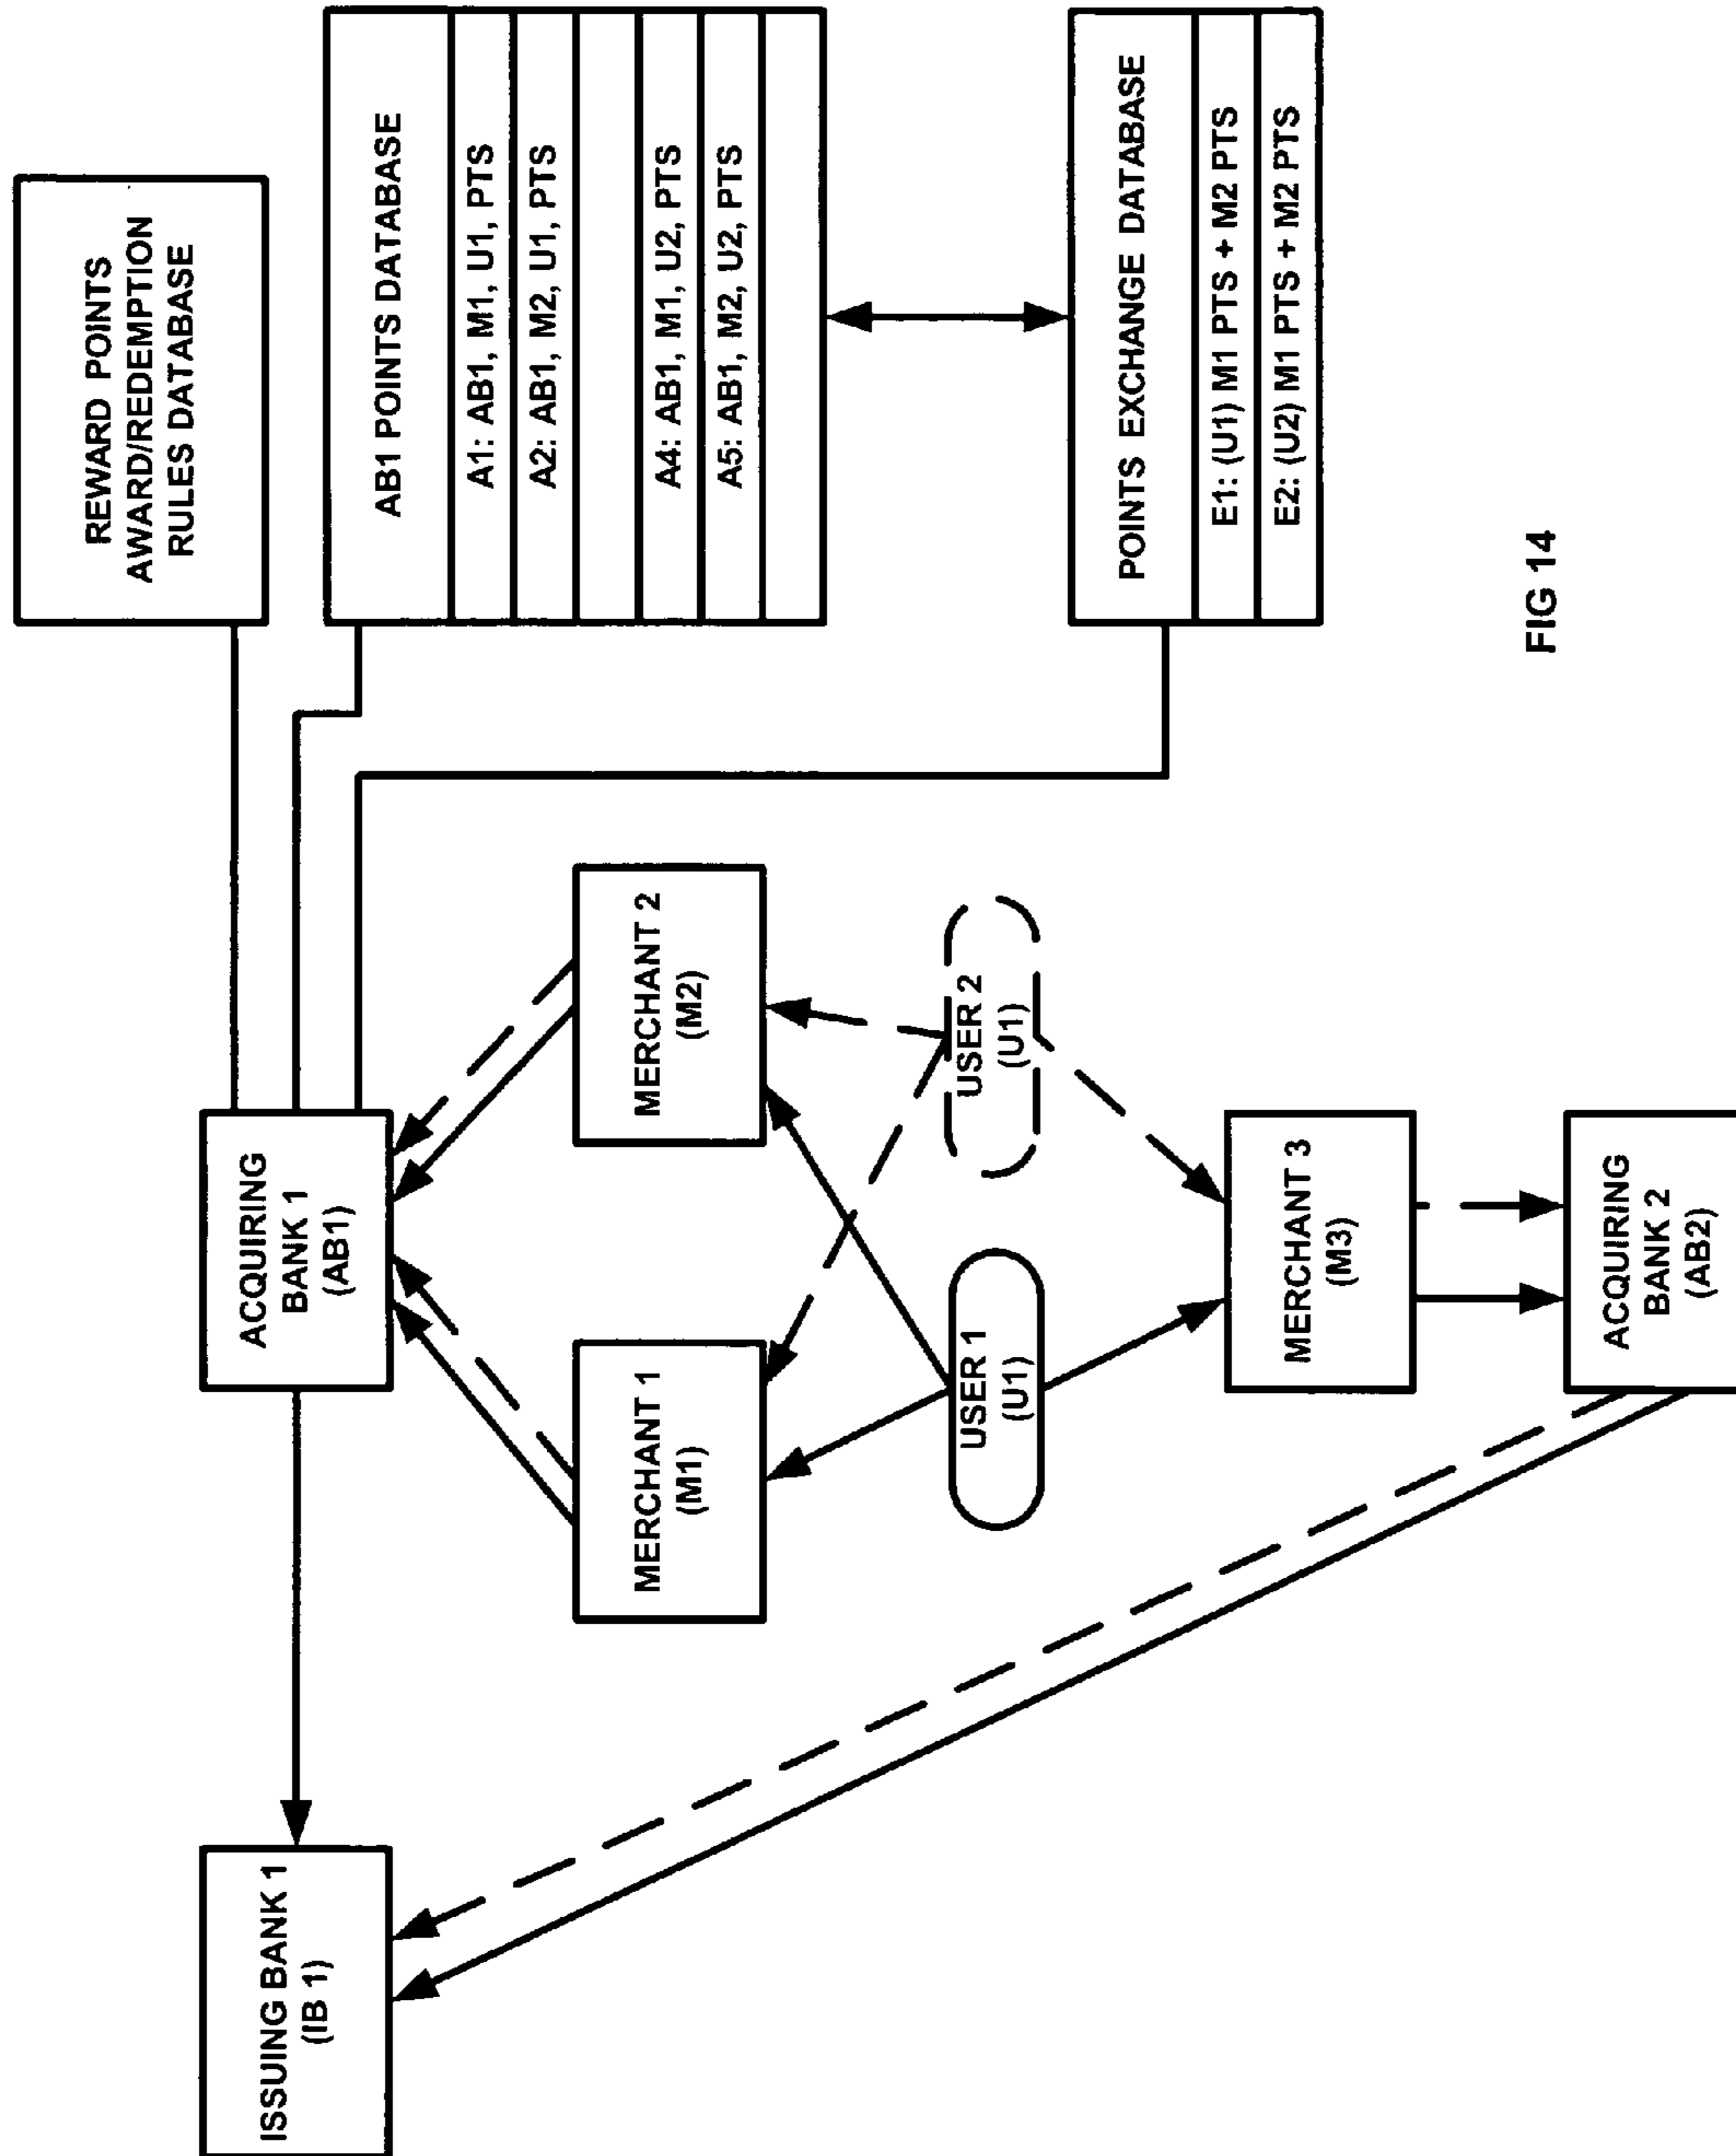 ISSUING BANK 1
(IB 1)
ACQUIRING
BANK 1
(AB1)
REWARD POINTS
AWARD/REDEMPTION
RULES DATABASE
AB1 POINTS DATABASE
A1: AB1, M1, U1, PTS
A2: AB1, M2, U1, PTS
A4: AB1, M1, U2, PTS
A5: AB1, M2, U2, PTS
MERCHANT 1
(M1)
MERCHANT 2
(M2)
USER 1
(U1)
USER 2
(U1)
POINTS EXCHANGE DATABASE
E1: (U1) M1 PTS + M2 PTS
E2: (U2) M1 PTS + M2 PTS
MERCHANT 3
(M3)
ACQUIRING
BANK 2
(AB2)
FIG 14